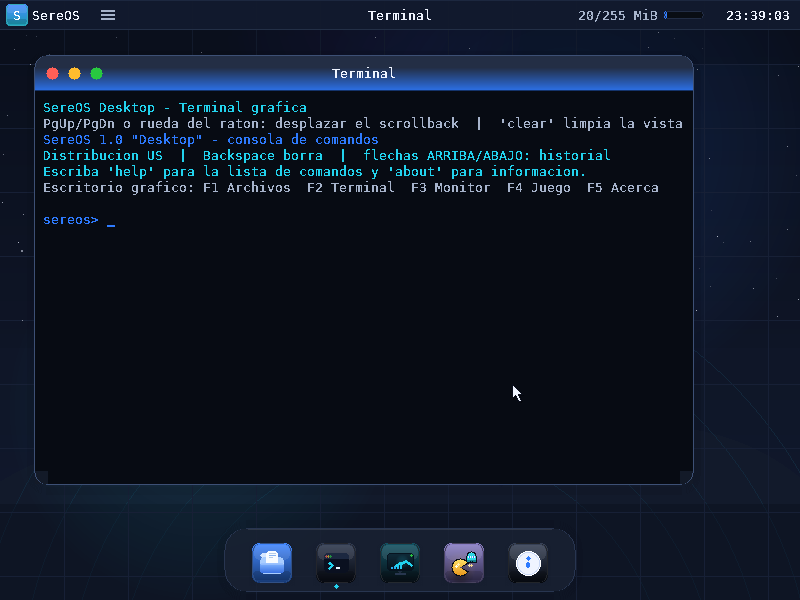 S SereOS
Terminal
20/255 MiB
23:39:03
Terminal
SereOS Desktop - Terminal grafica
PgUp/PgDn o rueda del raton: desplazar el scrollback  |  'clear' limpia la vista
SereOS 1.0 "Desktop" - consola de comandos
Distribucion US  |  Backspace borra  |  flechas ARRIBA/ABAJO: historial
Escriba 'help' para la lista de comandos y 'about' para informacion.
Escritorio grafico: F1 Archivos  F2 Terminal  F3 Monitor  F4 Juego  F5 Acerca
sereos> _